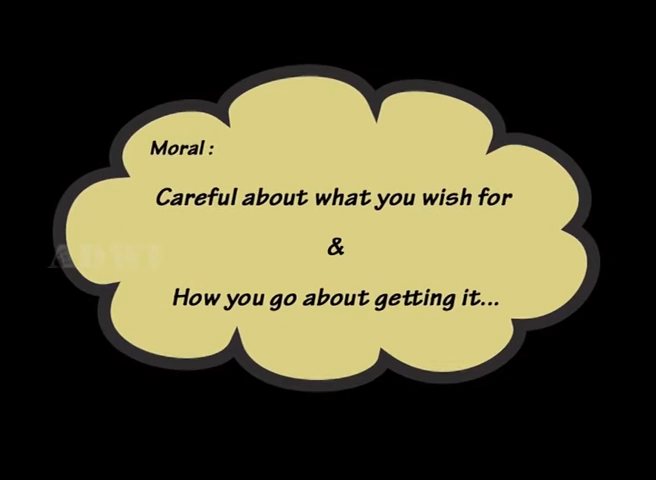 Moral :
Careful about what you wish for
&
How you go about getting it...